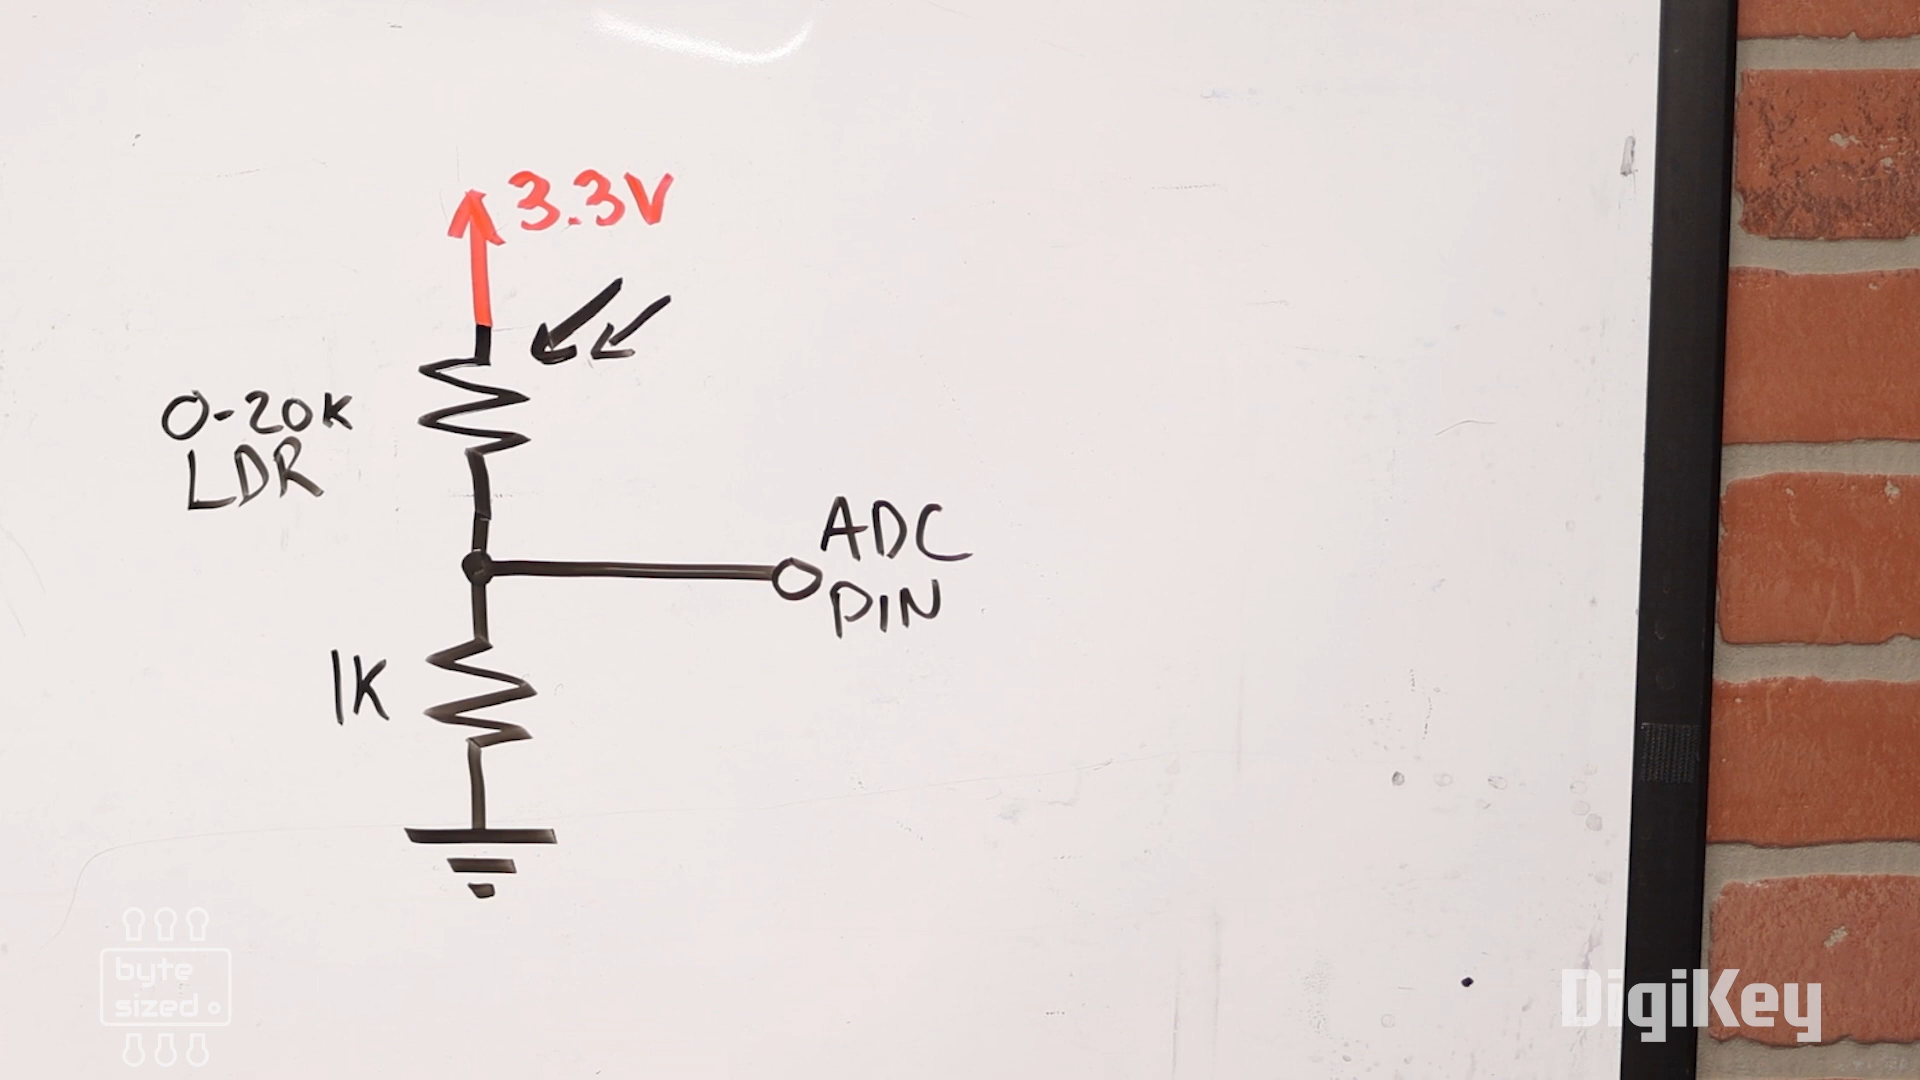 3.3V
0-20K
LDR
ADC
PIN
1K
byte
sized
DigiKey